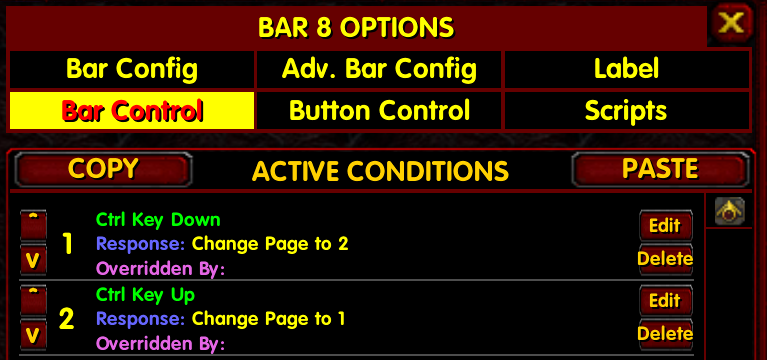 BAR 8 OPTIONS
Bar Config
Adv. Bar Config
Label
Bar Control
Button Control
Scripts
COPY
ACTIVE CONDITIONS
PASTE
1
Ctrl Key Down
Response: Change Page to 2
Overridden By:
Edit
V
Delete
2
Ctrl Key Up
Response: Change Page to 1
Overridden By:
Edit
V
Delete